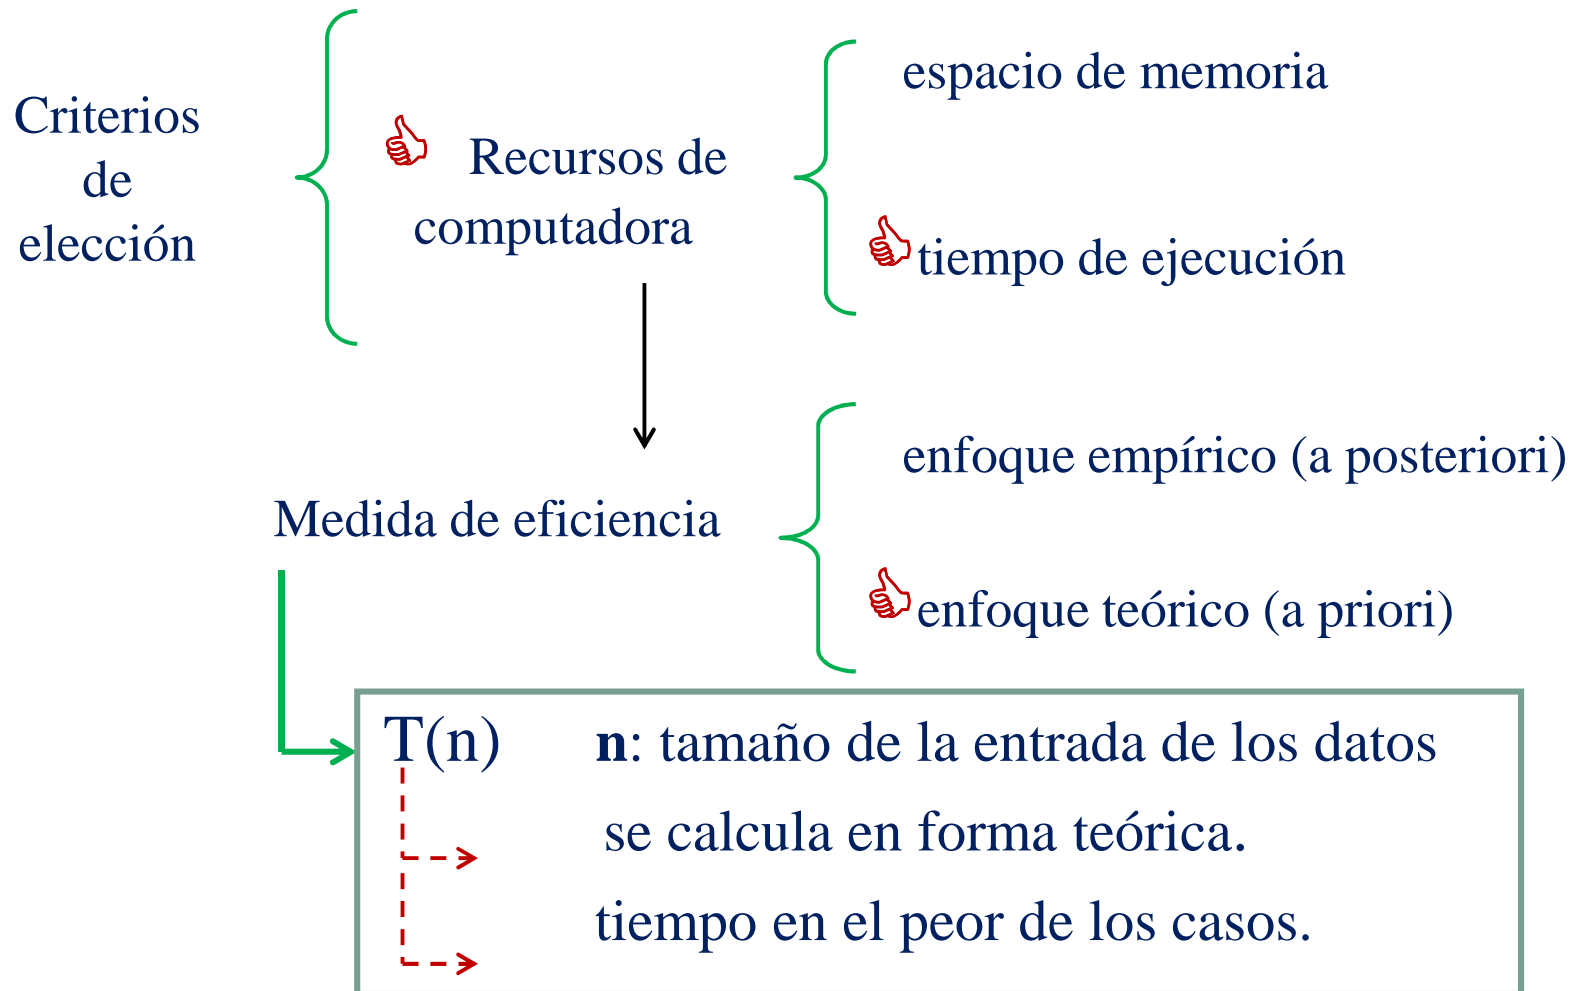 Criterios
de
elección
Recursos de
computadora
espacio de memoria
tiempo de ejecución
Medida de eficiencia
enfoque empírico (a posteriori)
enfoque teórico (a priori)
T(n) n: tamaño de la entrada de los datos
se calcula en forma teórica.
tiempo en el peor de los casos.